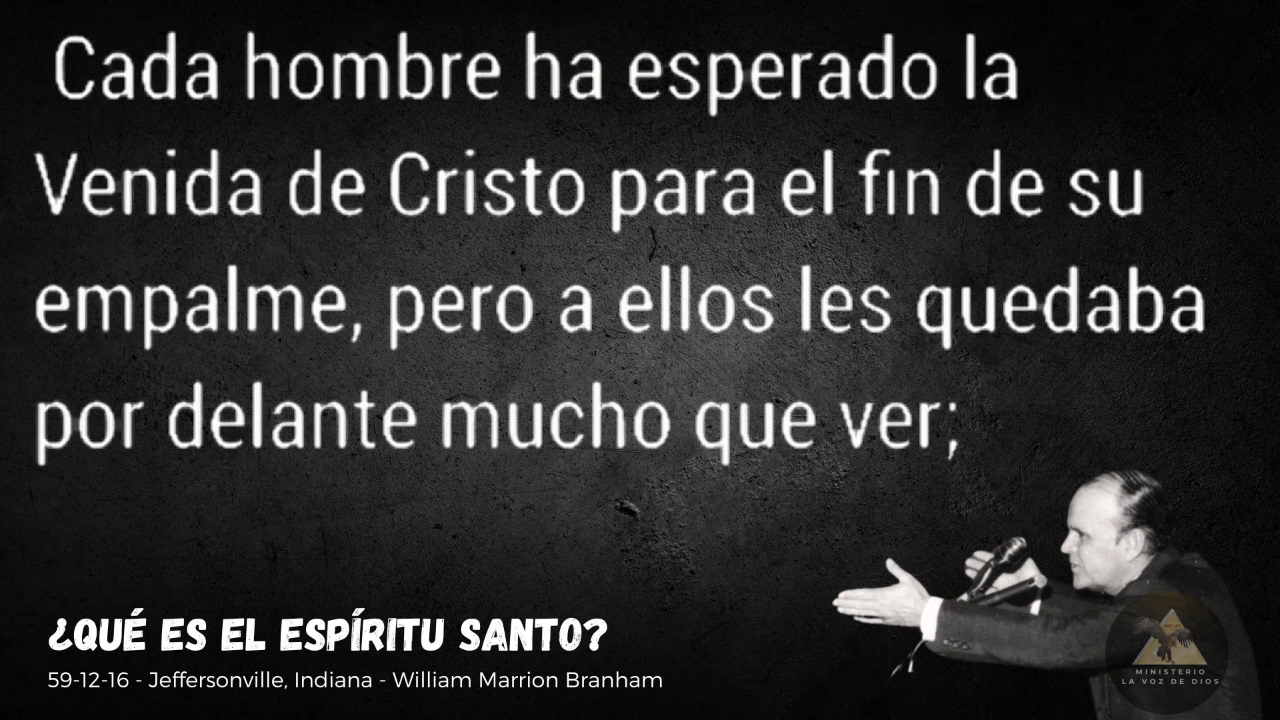 Cada hombre ha esperado la
Venida de Cristo para el fin de su
empalme, pero a ellos les quedaba
por delante mucho que ver;
¿QUÉ ES EL ESPÍRITU SANTO?
59-12-16 - Jeffersonville, Indiana - William Marrion Branham
MINISTERIO
LA VOZ DE DIOS